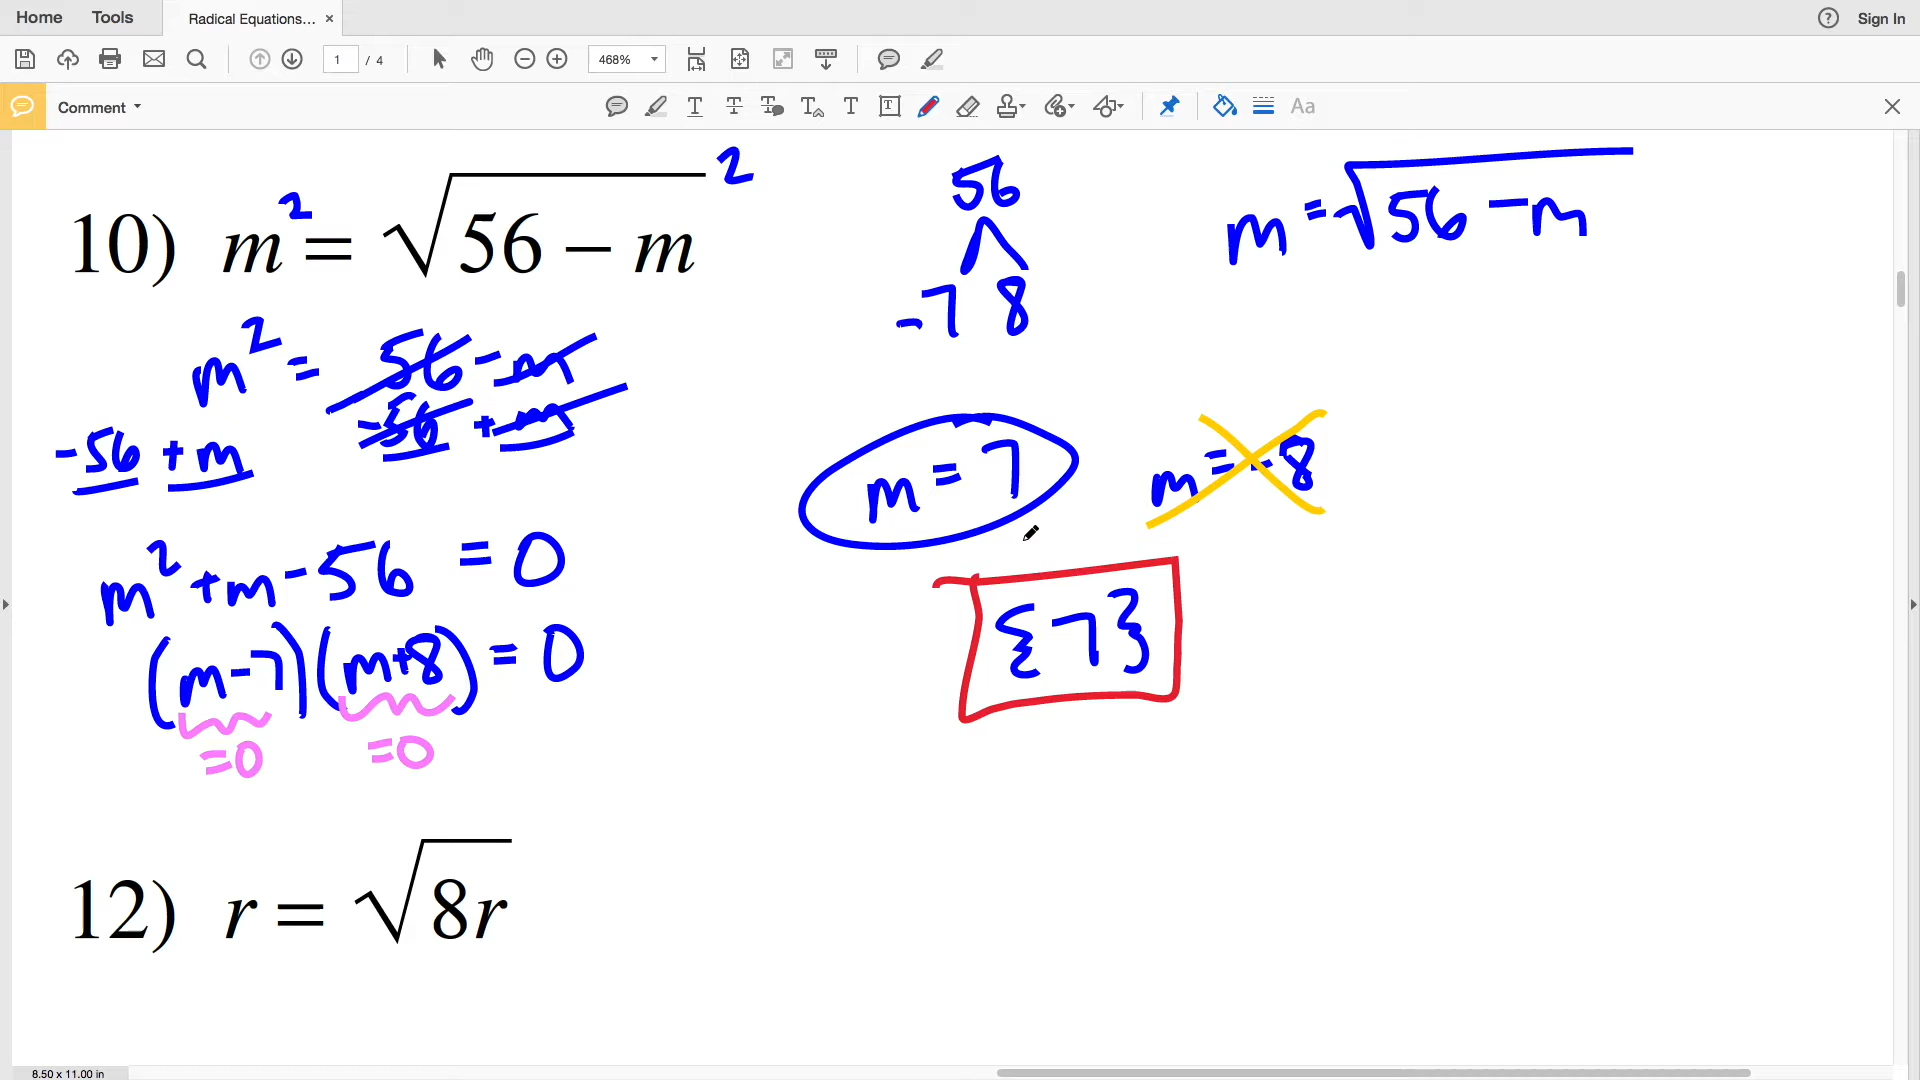 Home Tools Radical Equations... × ? Sign In
1 / 4 468%
Comment Aa
10) m² = √56 − m ²
56
-7 8
m = √56 - m
m² = 56 - m
-56 + m -56 + m
m = 7 m = -8
m² + m - 56 = 0
{7}
(m - 7)(m + 8) = 0
=0 =0
12) r = √8r
8.50 x 11.00 in